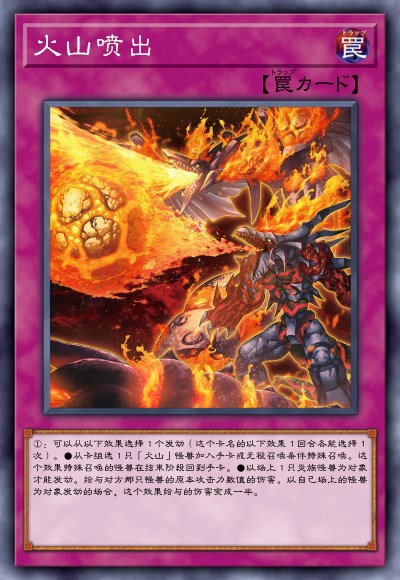 火山喷出
トラップ
罠
トラップ
【罠カード】
①：可以从以下效果选择1个发动（这个卡名的以下效果1回合各能选择1
次）。●从卡组选1只「火山」怪兽加入手卡或无视召唤条件特殊召唤。这
个效果特殊召唤的怪兽在结束阶段回到手卡。●以场上1只炎族怪兽为对象
才能发动。给与对方那只怪兽的原本攻击力数值的伤害。以自己场上的怪兽
为对象发动的场合，这个效果给与的伤害变成一半。